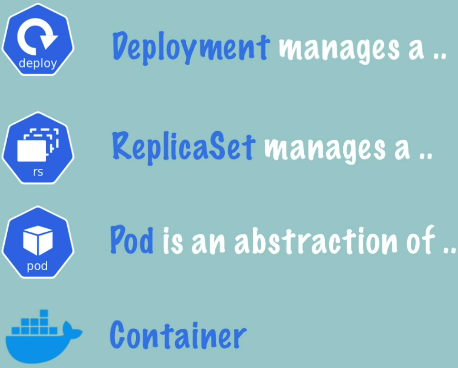 deploy
Deployment manages a ..
rs
ReplicaSet manages a ..
pod
Pod is an abstraction of ..
Container